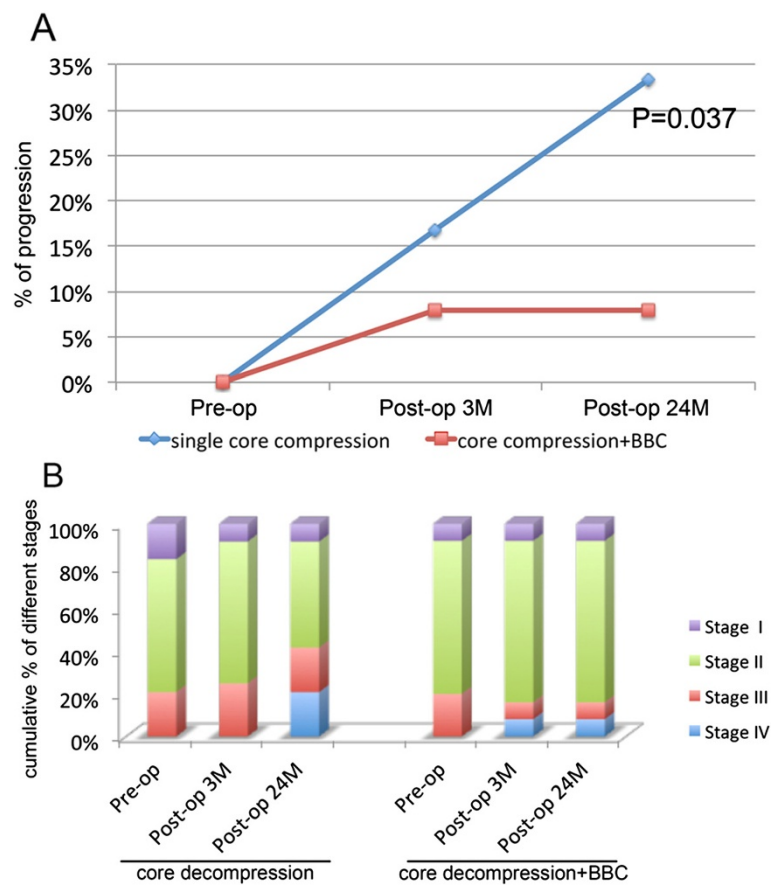 A
35%
30%
25%
20%
15%
10%
5%
0%
% of progression
P=0.037
Pre-op Post-op 3M Post-op 24M
single core compression core compression+BBC
B
100%
80%
60%
40%
20%
0%
cumulative % of different stages
Stage I
Stage II
Stage III
Stage IV
Pre-op Post-op 3M Post-op 24M Pre-op Post-op 3M Post-op 24M
core decompression core decompression+BBC